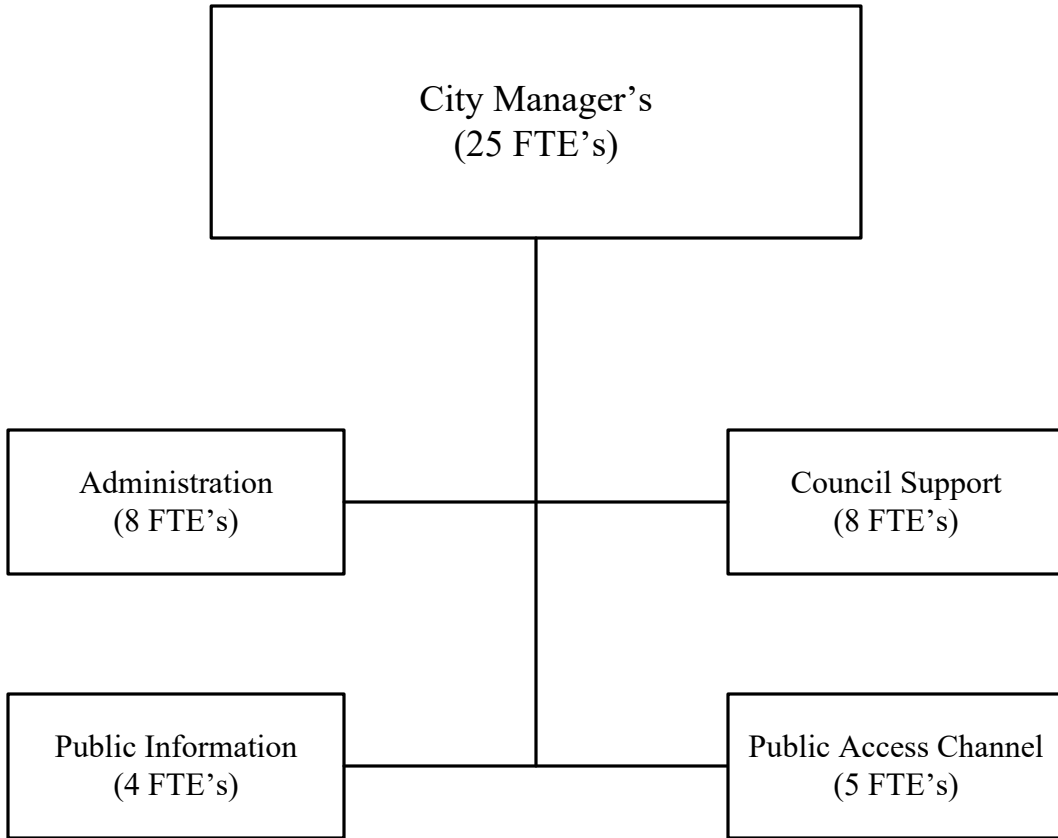 City Manager’s
(25 FTE’s)
Administration
(8 FTE’s)
Council Support
(8 FTE’s)
Public Information
(4 FTE’s)
Public Access Channel
(5 FTE’s)